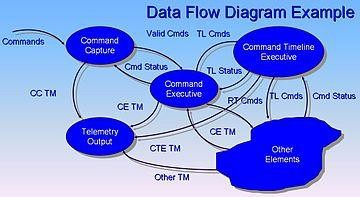 Data Flow Diagram Example
Commands
Command
Capture
Valid Cmds
TL Cmds
Command Timeline
Executive
Cmd Status
TL Status
CC TM
Command
Executive
RT Cmds
TL Cmds
Cmd Status
CE TM
CE TM
Telemetry
Output
CTE TM
Other
Elements
Other TM